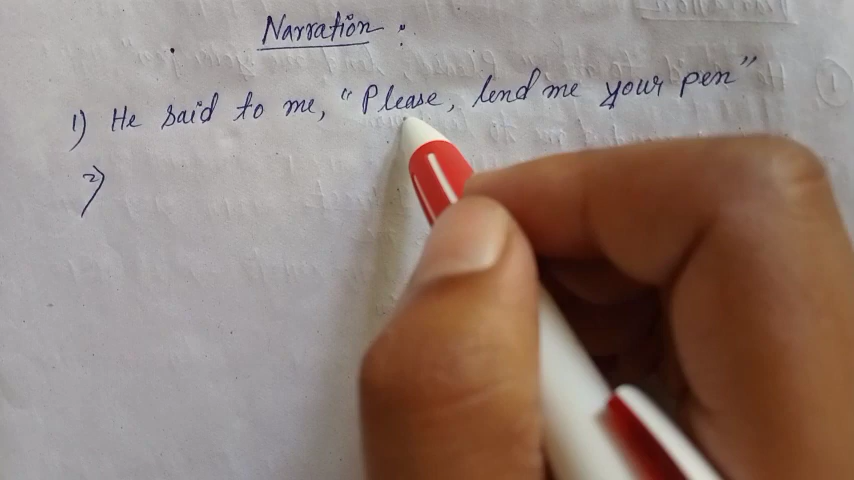 Narration :
1) He said to me, "Please, lend me your pen"
2)